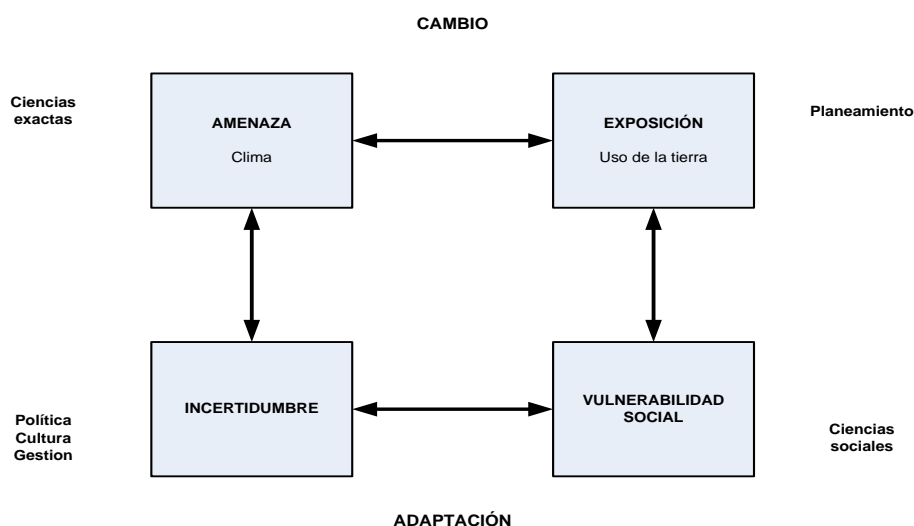 CAMBIO
Ciencias
exactas
AMENAZA
Clima
EXPOSICIÓN
Uso de la tierra
Planeamiento
Política
Cultura
Gestion
INCERTIDUMBRE
VULNERABILIDAD
SOCIAL
Ciencias
sociales
ADAPTACIÓN